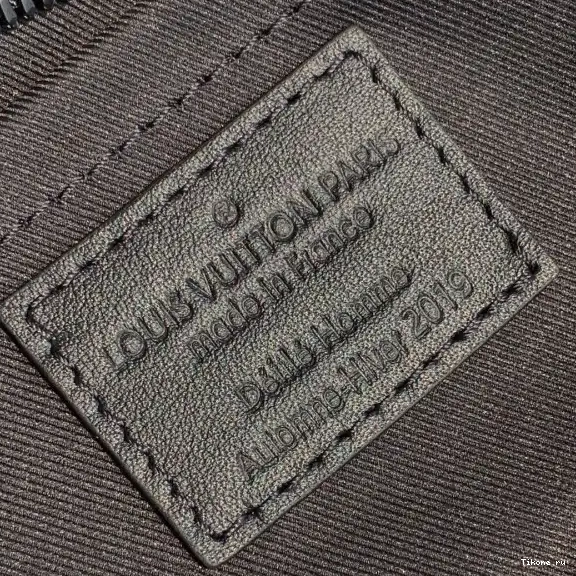 ®
LOUIS VUITTON PARIS
made in France
Défilé Homme
Automne-Hiver 2019
Tikone.ru